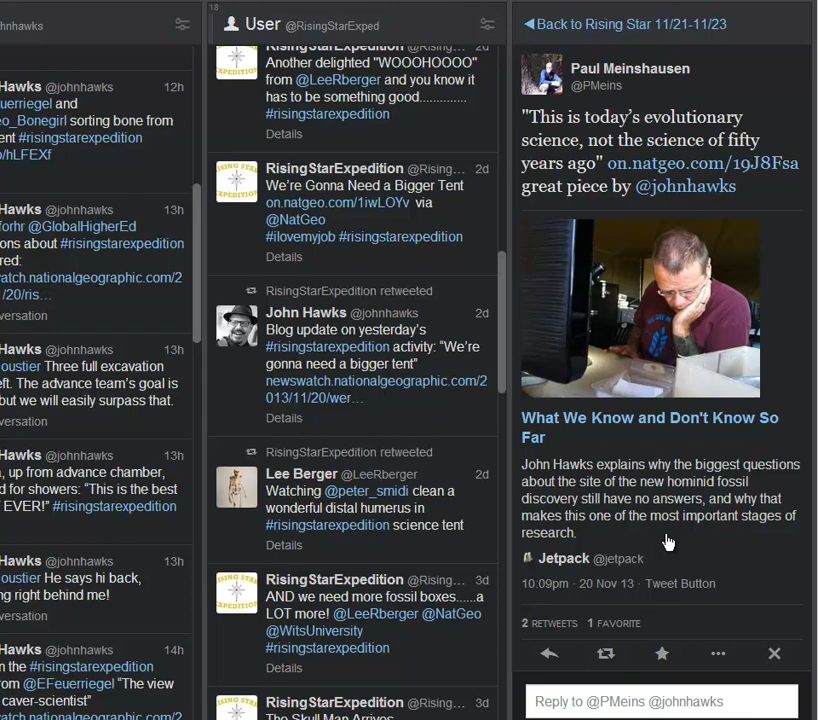 hnawks
Hawks @johnhawks 12h
uerriegel and
eo_Bonegirl sorting bone from
ent #risingstarexpedition
o/hLFEXf
Hawks @johnhawks 13h
forhr @GlobalHigherEd
ons about #risingstarexpedition
red:
watch.nationalgeographic.com/2
/20/ris…
versation
Hawks @johnhawks 13h
oustier Three full excavation
eft. The advance team's goal is
but we will easily surpass that.
versation
Hawks @johnhawks 13h
, up from advance chamber,
d for showers: “This is the best
EVER!” #risingstarexpedition
Hawks @johnhawks 13h
oustier He says hi back,
ng right behind me!
versation
Hawks @johnhawks 14h
n the #risingstarexpedition
from @EFeuerriegel “The view
caver-scientist”
watch.nationalgeographic.com/2
18
User @RisingStarExped
RisingStarExpedition @Rising... 2d
Another delighted "WOOOHOOOO"
from @LeeRberger and you know it
has to be something good.............
#risingstarexpedition
Details
RisingStarExpedition @Rising... 2d
We're Gonna Need a Bigger Tent
on.natgeo.com/1iwLOYv via
@NatGeo
#ilovemyjob #risingstarexpedition
Details
RisingStarExpedition retweeted
John Hawks @johnhawks 2d
Blog update on yesterday's
#risingstarexpedition activity: “We're
gonna need a bigger tent”
newswatch.nationalgeographic.com/2
013/11/20/wer…
Details
RisingStarExpedition retweeted
Lee Berger @LeeRberger 2d
Watching @peter_smidi clean a
wonderful distal humerus in
#risingstarexpedition science tent
Details
RisingStarExpedition @Rising... 3d
AND we need more fossil boxes......a
LOT more! @LeeRberger @NatGeo
@WitsUniversity
#risingstarexpedition
Details
RisingStarExpedition @Rising... 3d
The Skull Man Arrives
Back to Rising Star 11/21-11/23
Paul Meinshausen
@PMeins
"This is today's evolutionary
science, not the science of fifty
years ago" on.natgeo.com/19J8Fsa
great piece by @johnhawks
What We Know and Don't Know So
Far
John Hawks explains why the biggest questions
about the site of the new hominid fossil
discovery still have no answers, and why that
makes this one of the most important stages of
research.
Jetpack @jetpack
10:09pm · 20 Nov 13 · Tweet Button
2 RETWEETS 1 FAVORITE
Reply to @PMeins @johnhawks